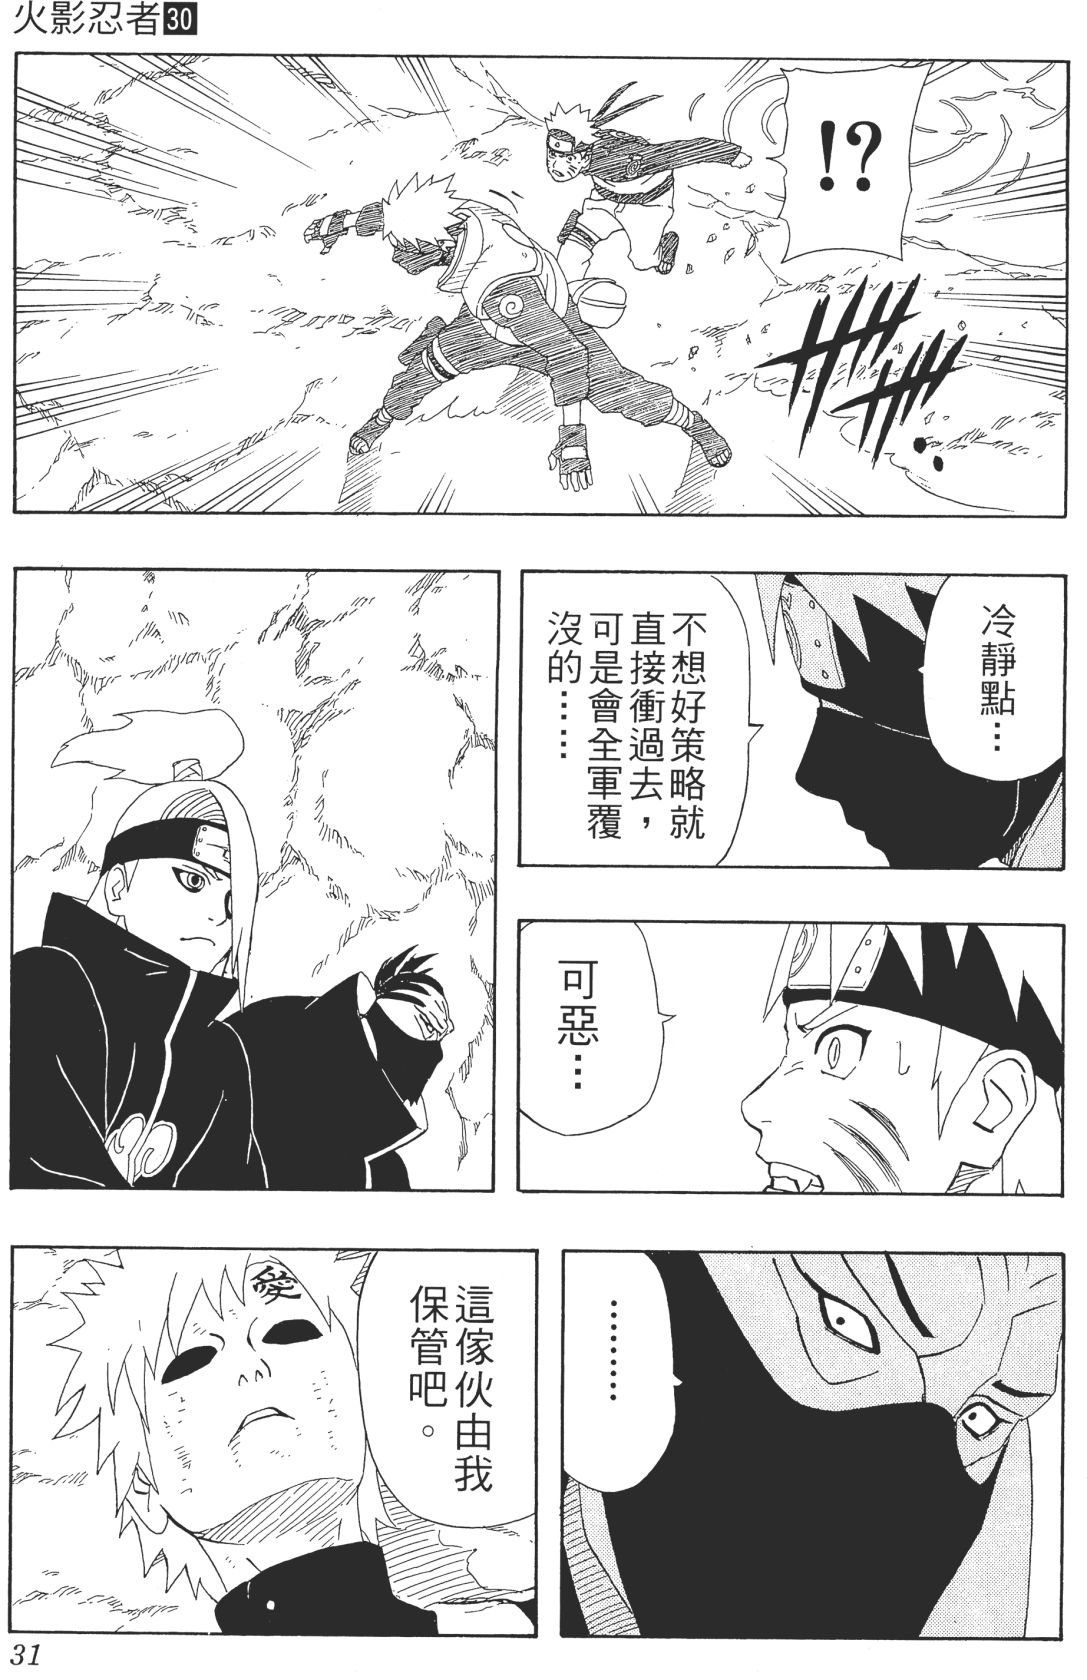 火影忍者30
!?
冷靜點…
不想好策略就
直接衝過去，
可是會全軍覆
沒的……
可惡…
………
愛
這傢伙由我
保管吧。
31